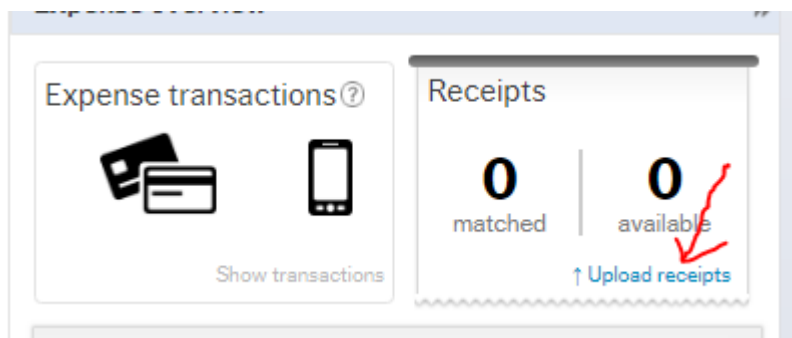 Expense transactions ?
Receipts
0
matched
0
available
Show transactions
↑ Upload receipts